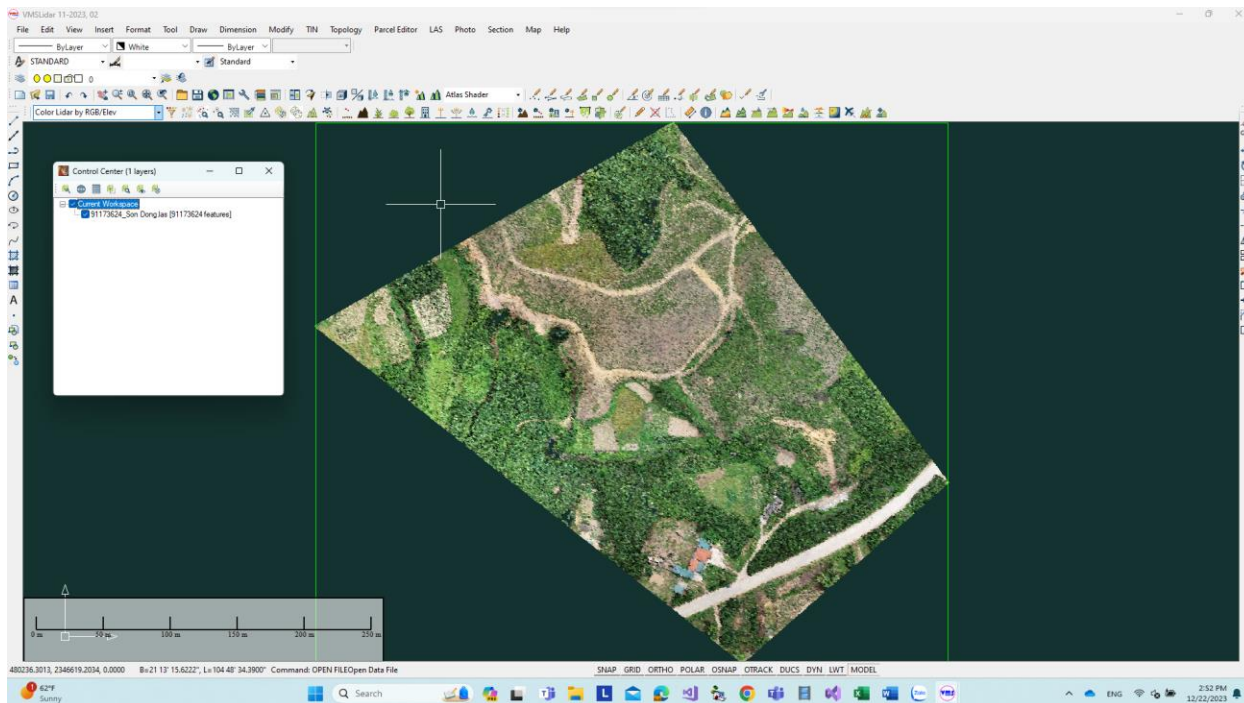 VMSLidar 11-2023, 02
File Edit View Insert Format Tool Draw Dimension Modify TIN Topology Parcel Editor LAS Photo Section Map Help
ByLayer White ByLayer
STANDARD Standard
0
Atlas Shader
Color Lidar by RGB/Elev
Control Center (1 layers)
Current Workspace
91173624_Son Dong.las [91173624 features]
A
0 m 50 m 100 m 150 m 200 m 250 m
480236.3013, 2346619.2034, 0.0000 B=21 13' 15.6222", L= 104 48' 34.3900" Command: OPEN FILEOpen Data File SNAP GRID ORTHO POLAR OSNAP OTRACK DUCS DYN LWT MODEL
62°F
Sunny
Search
ENG
2:52 PM
12/22/2023